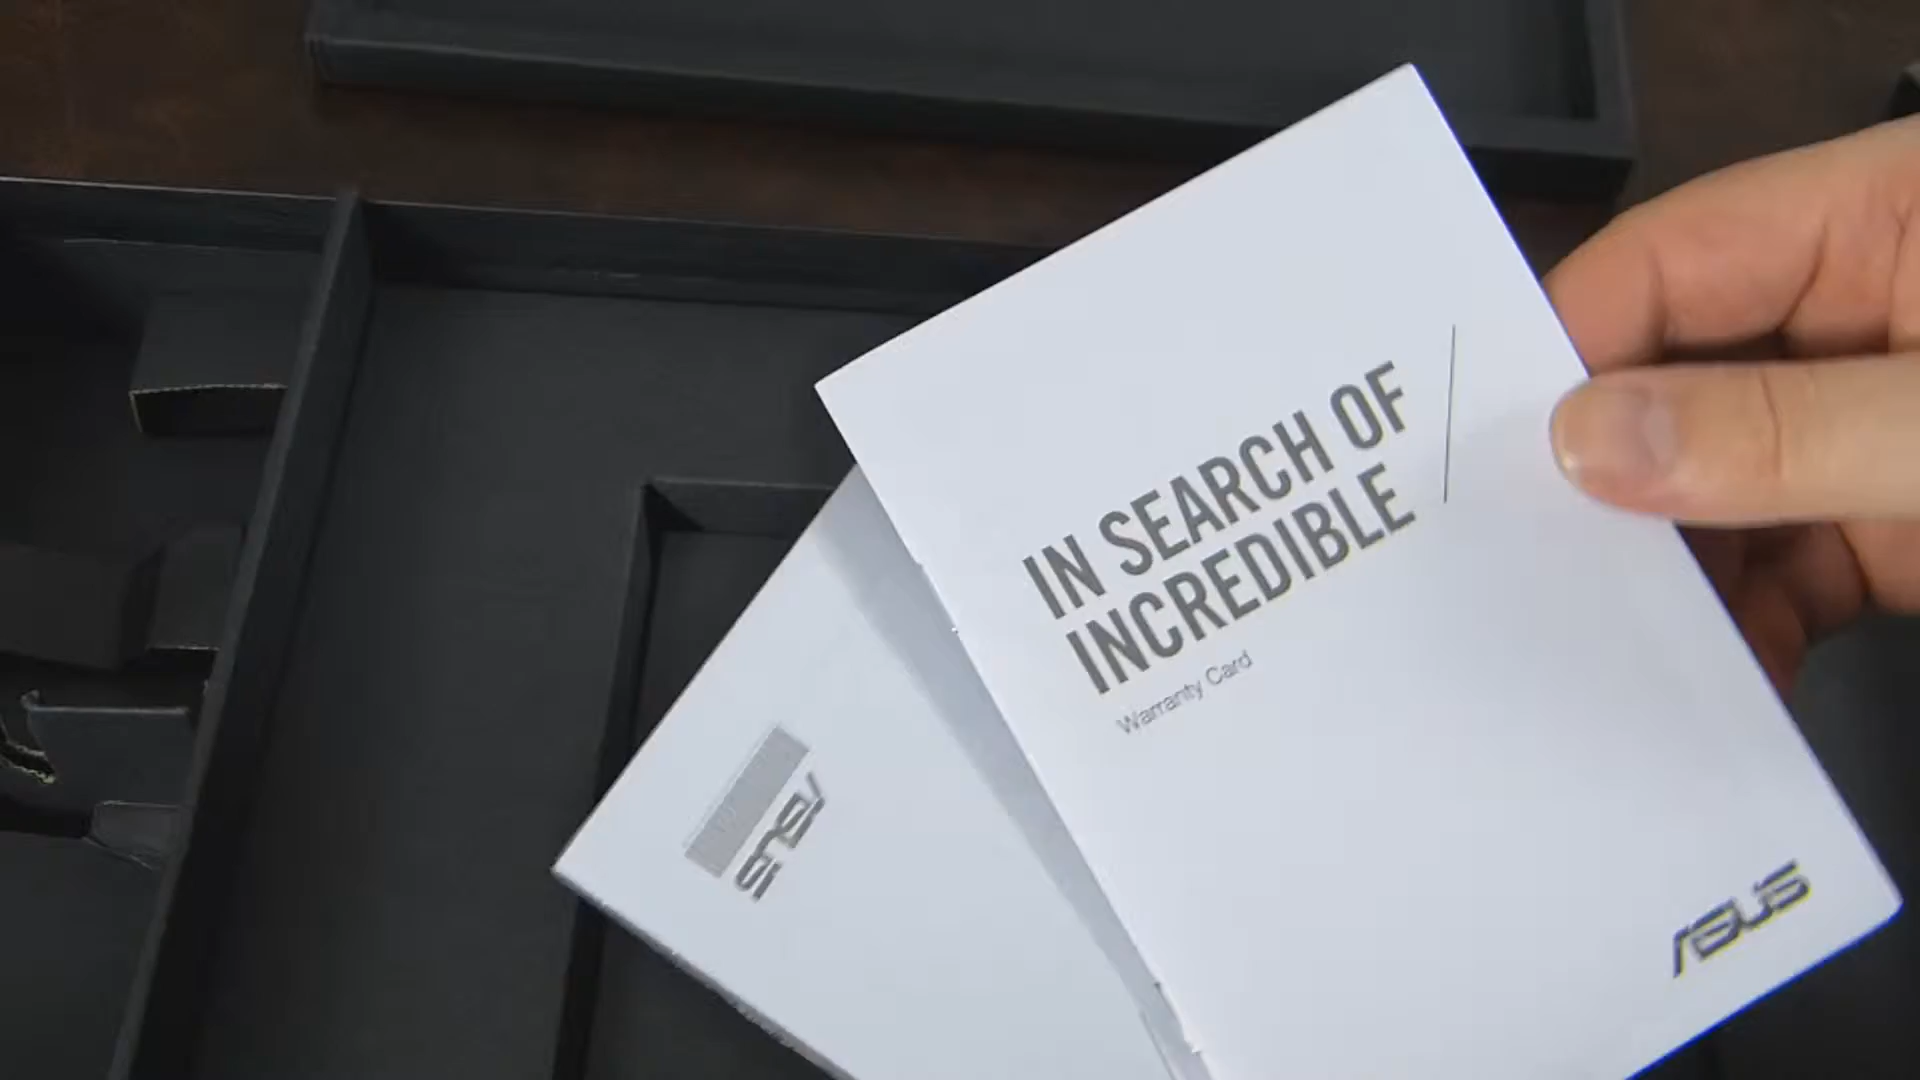 IN SEARCH OF
INCREDIBLE
Warranty Card
ASUS
ASUS